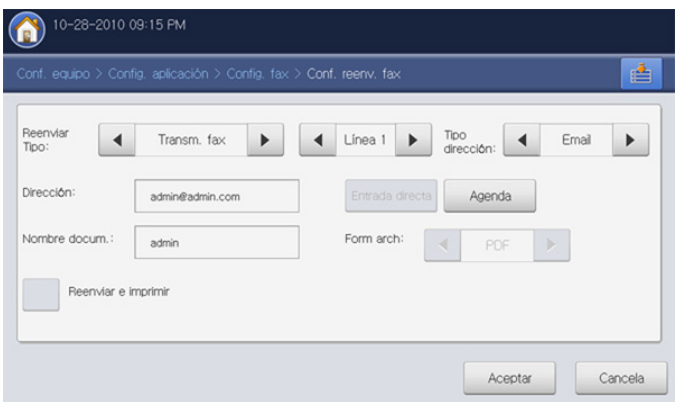 10-28-2010 09:15 PM
Conf. equipo > Config. aplicación > Config. fax > Conf. reenv. fax
Reenviar
Tipo:
Transm. fax
Línea 1
Tipo
dirección:
Email
Dirección:
admin@admin.com
Entrada directa
Agenda
Nombre docum.:
admin
Form arch:
PDF
Reenviar e imprimir
Aceptar
Cancela